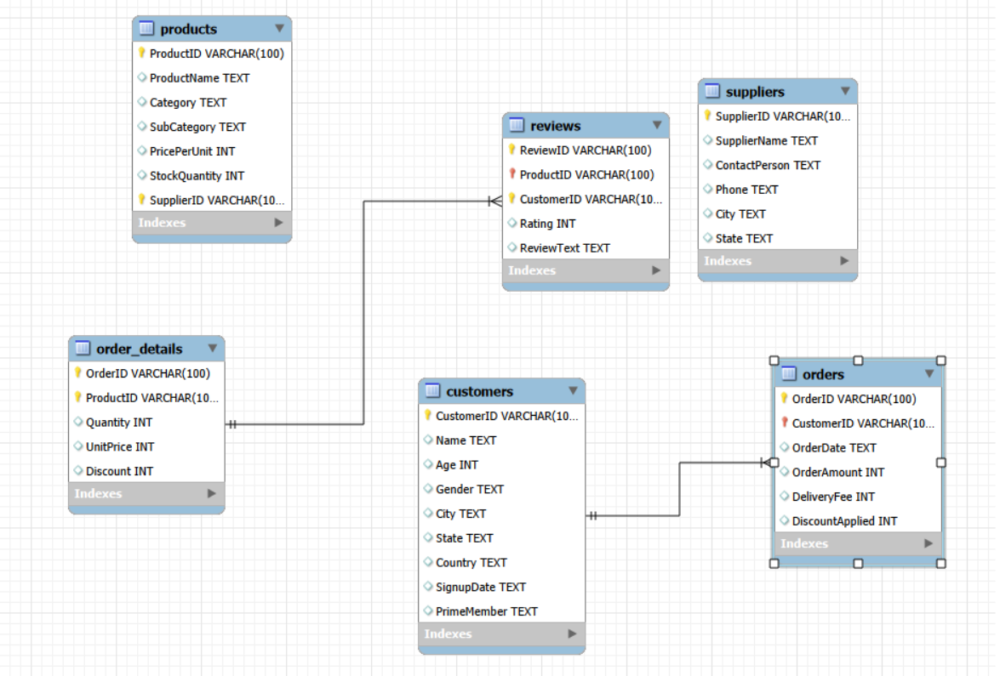 products
ProductID VARCHAR(100)
ProductName TEXT
Category TEXT
SubCategory TEXT
PricePerUnit INT
StockQuantity INT
SupplierID VARCHAR(10...
Indexes
reviews
ReviewID VARCHAR(100)
ProductID VARCHAR(100)
CustomerID VARCHAR(10...
Rating INT
ReviewText TEXT
Indexes
suppliers
SupplierID VARCHAR(10...
SupplierName TEXT
ContactPerson TEXT
Phone TEXT
City TEXT
State TEXT
Indexes
order_details
OrderID VARCHAR(100)
ProductID VARCHAR(10...
Quantity INT
UnitPrice INT
Discount INT
Indexes
customers
CustomerID VARCHAR(10...
Name TEXT
Age INT
Gender TEXT
City TEXT
State TEXT
Country TEXT
SignupDate TEXT
PrimeMember TEXT
Indexes
orders
OrderID VARCHAR(100)
CustomerID VARCHAR(10...
OrderDate TEXT
OrderAmount INT
DeliveryFee INT
DiscountApplied INT
Indexes